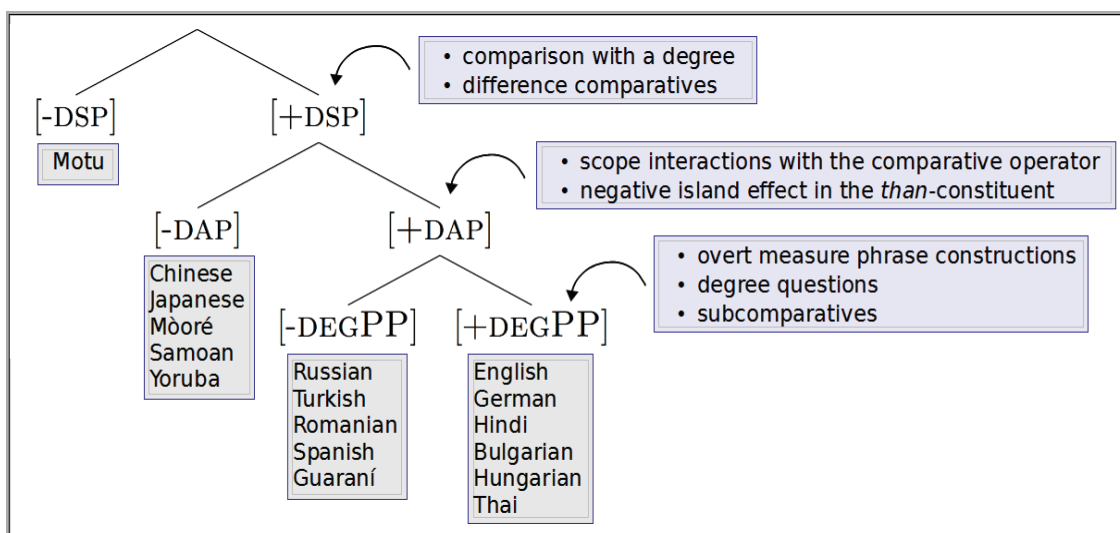 • comparison with a degree
• difference comparatives
[-DSP] [+DSP]
Motu
• scope interactions with the comparative operator
• negative island effect in the than-constituent
[-DAP] [+DAP]
Chinese
Japanese
Mòoré
Samoan
Yoruba
• overt measure phrase constructions
• degree questions
• subcomparatives
[-DEGPP] [+DEGPP]
Russian
Turkish
Romanian
Spanish
Guaraní
English
German
Hindi
Bulgarian
Hungarian
Thai